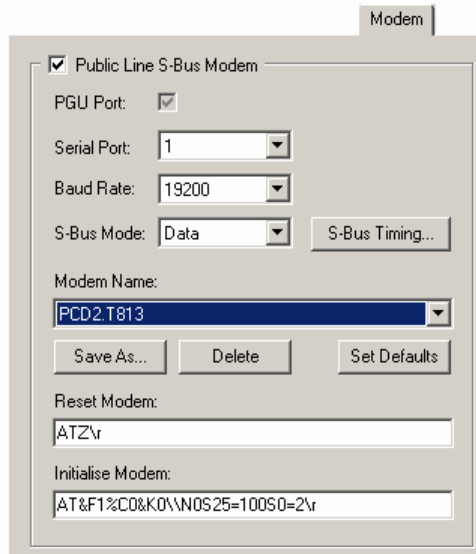 Modem
Public Line S-Bus Modem
PGU Port:
Serial Port: 1
Baud Rate: 19200
S-Bus Mode: Data S-Bus Timing...
Modem Name:
PCD2.T813
Save As... Delete Set Defaults
Reset Modem:
ATZ\r
Initialise Modem:
AT&F1%C0&K0\\N0S25=100S0=2\r